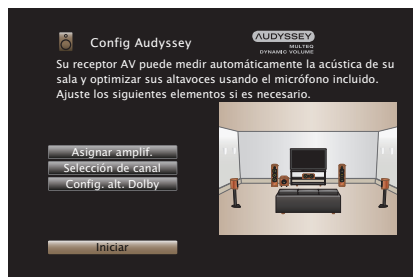 Config Audyssey
AUDYSSEY
MULTEQ
DYNAMIC VOLUME
Su receptor AV puede medir automáticamente la acústica de su
sala y optimizar sus altavoces usando el micrófono incluido.
Ajuste los siguientes elementos si es necesario.
Asignar amplif.
Selección de canal
Config. alt. Dolby
Iniciar